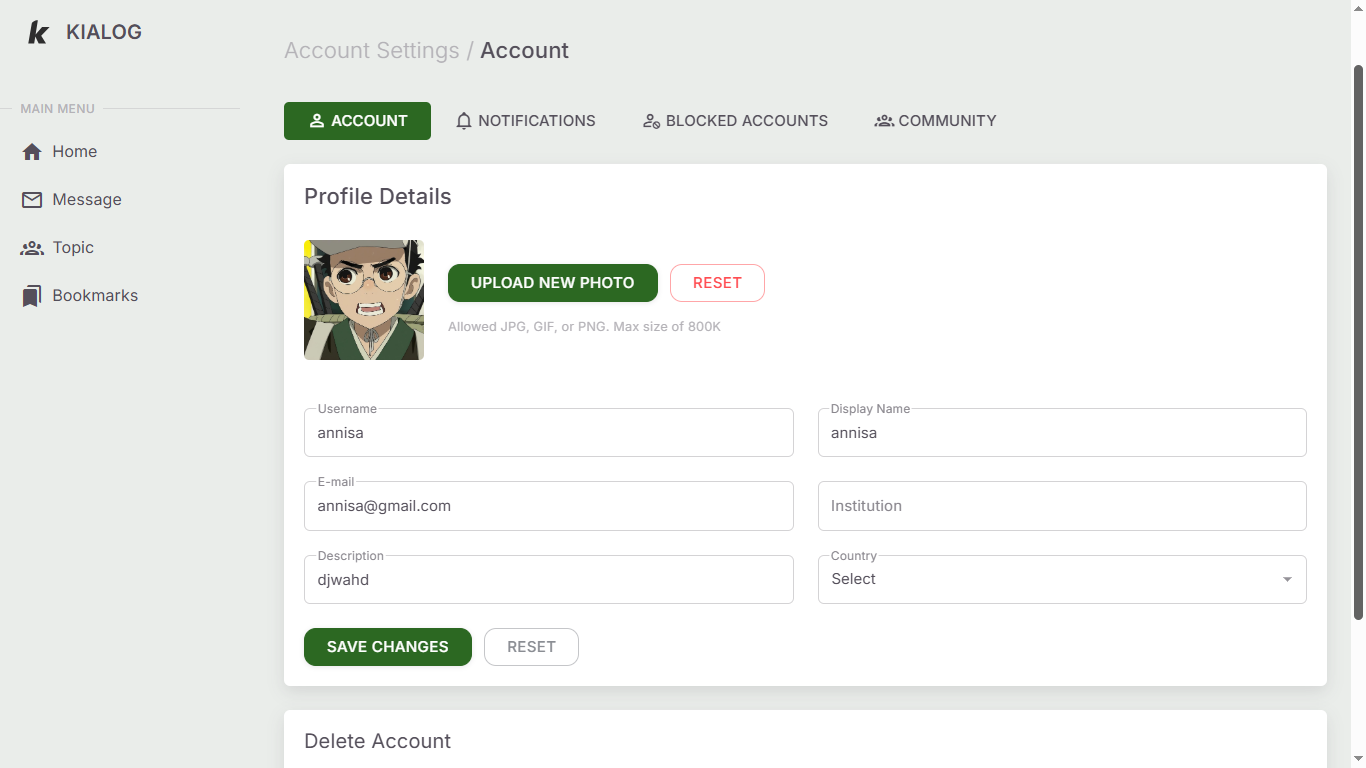 KIALOG
Account Settings / Account
MAIN MENU
Home
Message
Topic
Bookmarks
ACCOUNT
NOTIFICATIONS
BLOCKED ACCOUNTS
COMMUNITY
Profile Details
UPLOAD NEW PHOTO
RESET
Allowed JPG, GIF, or PNG. Max size of 800K
Username
annisa
Display Name
annisa
E-mail
annisa@gmail.com
Institution
Description
djwahd
Country
Select
SAVE CHANGES
RESET
Delete Account